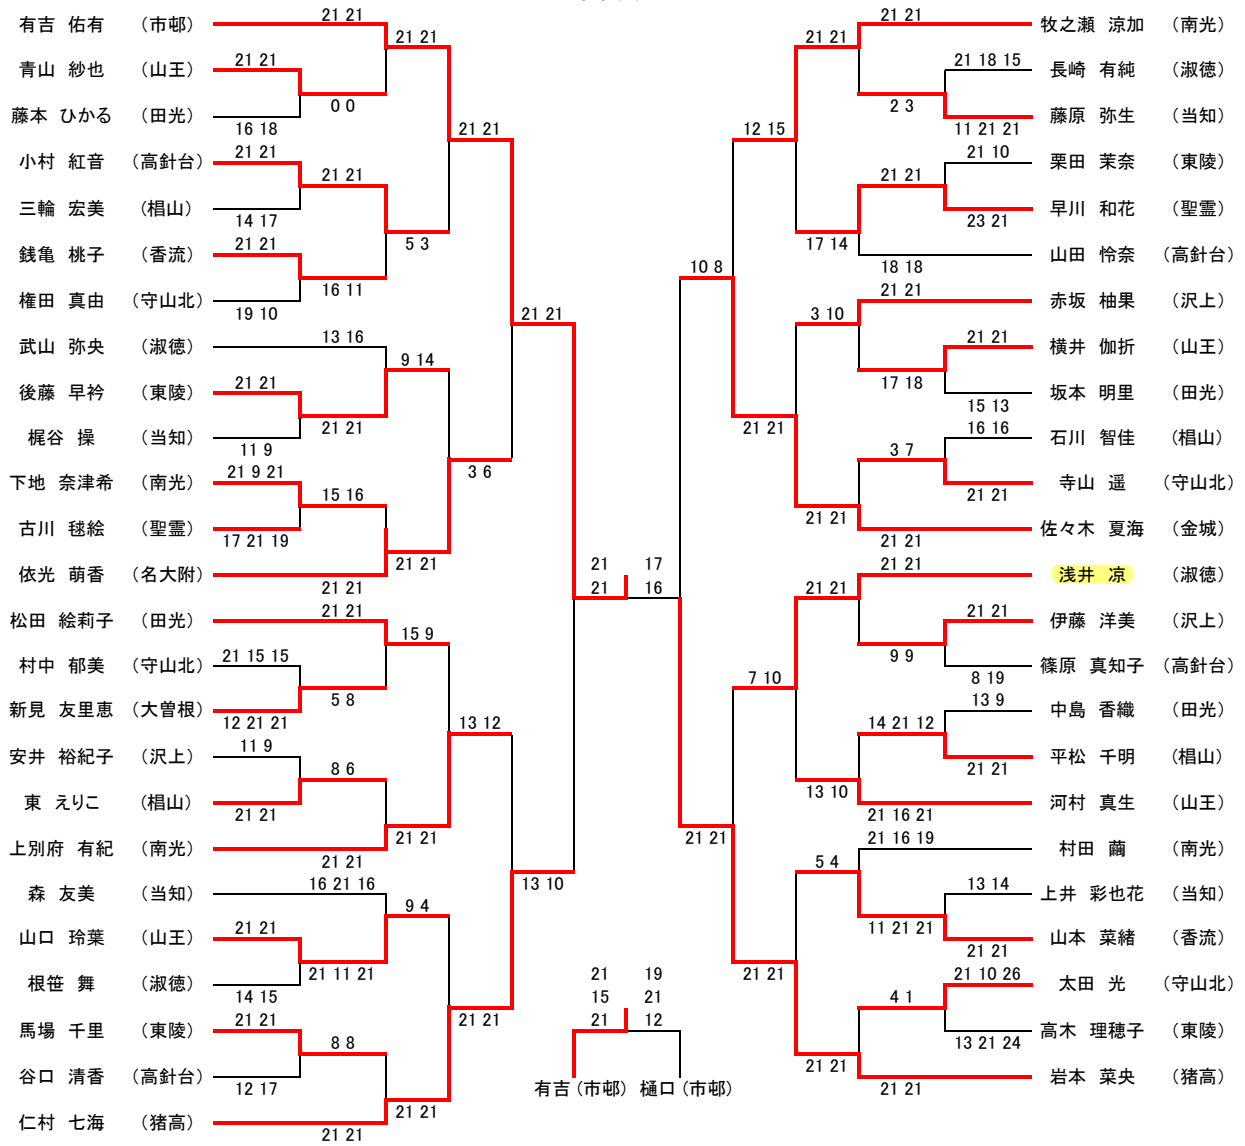 有吉 佑有 （市邨）
青山 紗也 （山王）
藤本 ひかる （田光）
小村 紅音 （高針台）
三輪 宏美 （椙山）
銭亀 桃子 （香流）
権田 真由 （守山北）
武山 弥央 （淑徳）
後藤 早衿 （東陵）
梶谷 操 （当知）
下地 奈津希 （南光）
古川 毬絵 （聖霊）
依光 萌香 （名大附）
松田 絵莉子 （田光）
村中 郁美 （守山北）
新見 友里恵 （大曽根）
安井 裕紀子 （沢上）
東 えりこ （椙山）
上別府 有紀 （南光）
森 友美 （当知）
山口 玲葉 （山王）
根笹 舞 （淑徳）
馬場 千里 （東陵）
谷口 清香 （高針台）
仁村 七海 （猪高）
21 21
21 21
16 18
21 21
14 17
21 21
19 10
13 16
21 21
11 9
21 9 21
17 21 19
21 21
21 21
21 15 15
12 21 21
11 9
21 21
21 21
16 21 16
21 21
14 15
21 21
12 17
21 21
0 0
21 21
16 11
21 21
15 16
5 8
8 6
21 11 21
8 8
21 21
5 3
9 14
21 21
15 9
21 21
9 4
21 21
21 21
3 6
13 12
21 21
21 21
13 10
21 17
21 16
21 19
15 21
21 12
有吉（市邨） 樋口（市邨）
10 8
21 21
12 15
21 21
7 10
21 21
21 21
17 14
3 10
21 21
21 21
13 10
5 4
21 21
2 3
21 21
17 18
3 7
9 9
14 21 12
11 21 21
4 1
21 21
21 18 15
11 21 21
21 10
23 21
18 18
21 21
21 21
15 13
16 16
21 21
21 21
21 21
21 21
8 19
13 9
21 21
21 16 21
21 16 19
13 14
21 21
21 10 26
13 21 24
21 21
牧之瀬 涼加 （南光）
長崎 有純 （淑徳）
藤原 弥生 （当知）
栗田 茉奈 （東陵）
早川 和花 （聖霊）
山田 怜奈 （高針台）
赤坂 柚果 （沢上）
横井 伽折 （山王）
坂本 明里 （田光）
石川 智佳 （椙山）
寺山 遥 （守山北）
佐々木 夏海 （金城）
浅井 凉 （淑徳）
伊藤 洋美 （沢上）
篠原 真知子 （高針台）
中島 香織 （田光）
平松 千明 （椙山）
河村 真生 （山王）
村田 繭 （南光）
上井 彩也花 （当知）
山本 菜緒 （香流）
太田 光 （守山北）
高木 理穂子 （東陵）
岩本 菜央 （猪高）